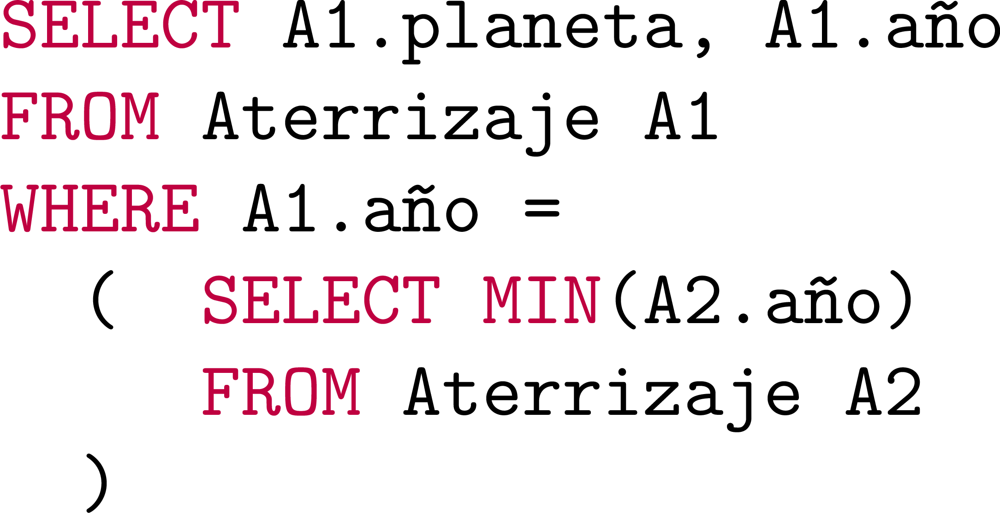 SELECT A1.planeta, A1.año
FROM Aterrizaje A1
WHERE A1.año =
( SELECT MIN(A2.año)
FROM Aterrizaje A2
)